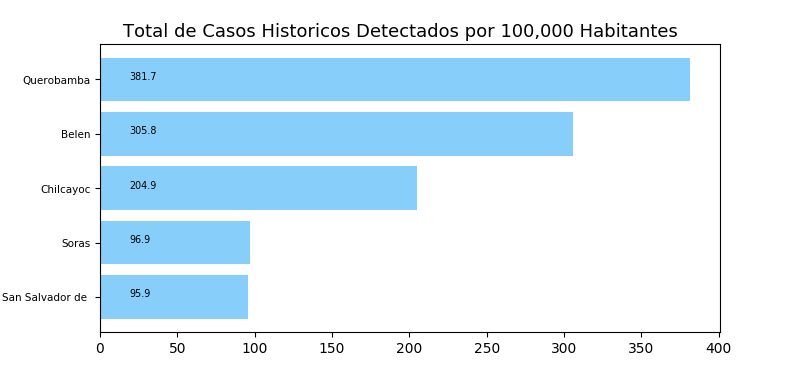 Total de Casos Historicos Detectados por 100,000 Habitantes
Querobamba
381.7
Belen
305.8
Chilcayoc
204.9
Soras
96.9
San Salvador de
95.9
0 50 100 150 200 250 300 350 400